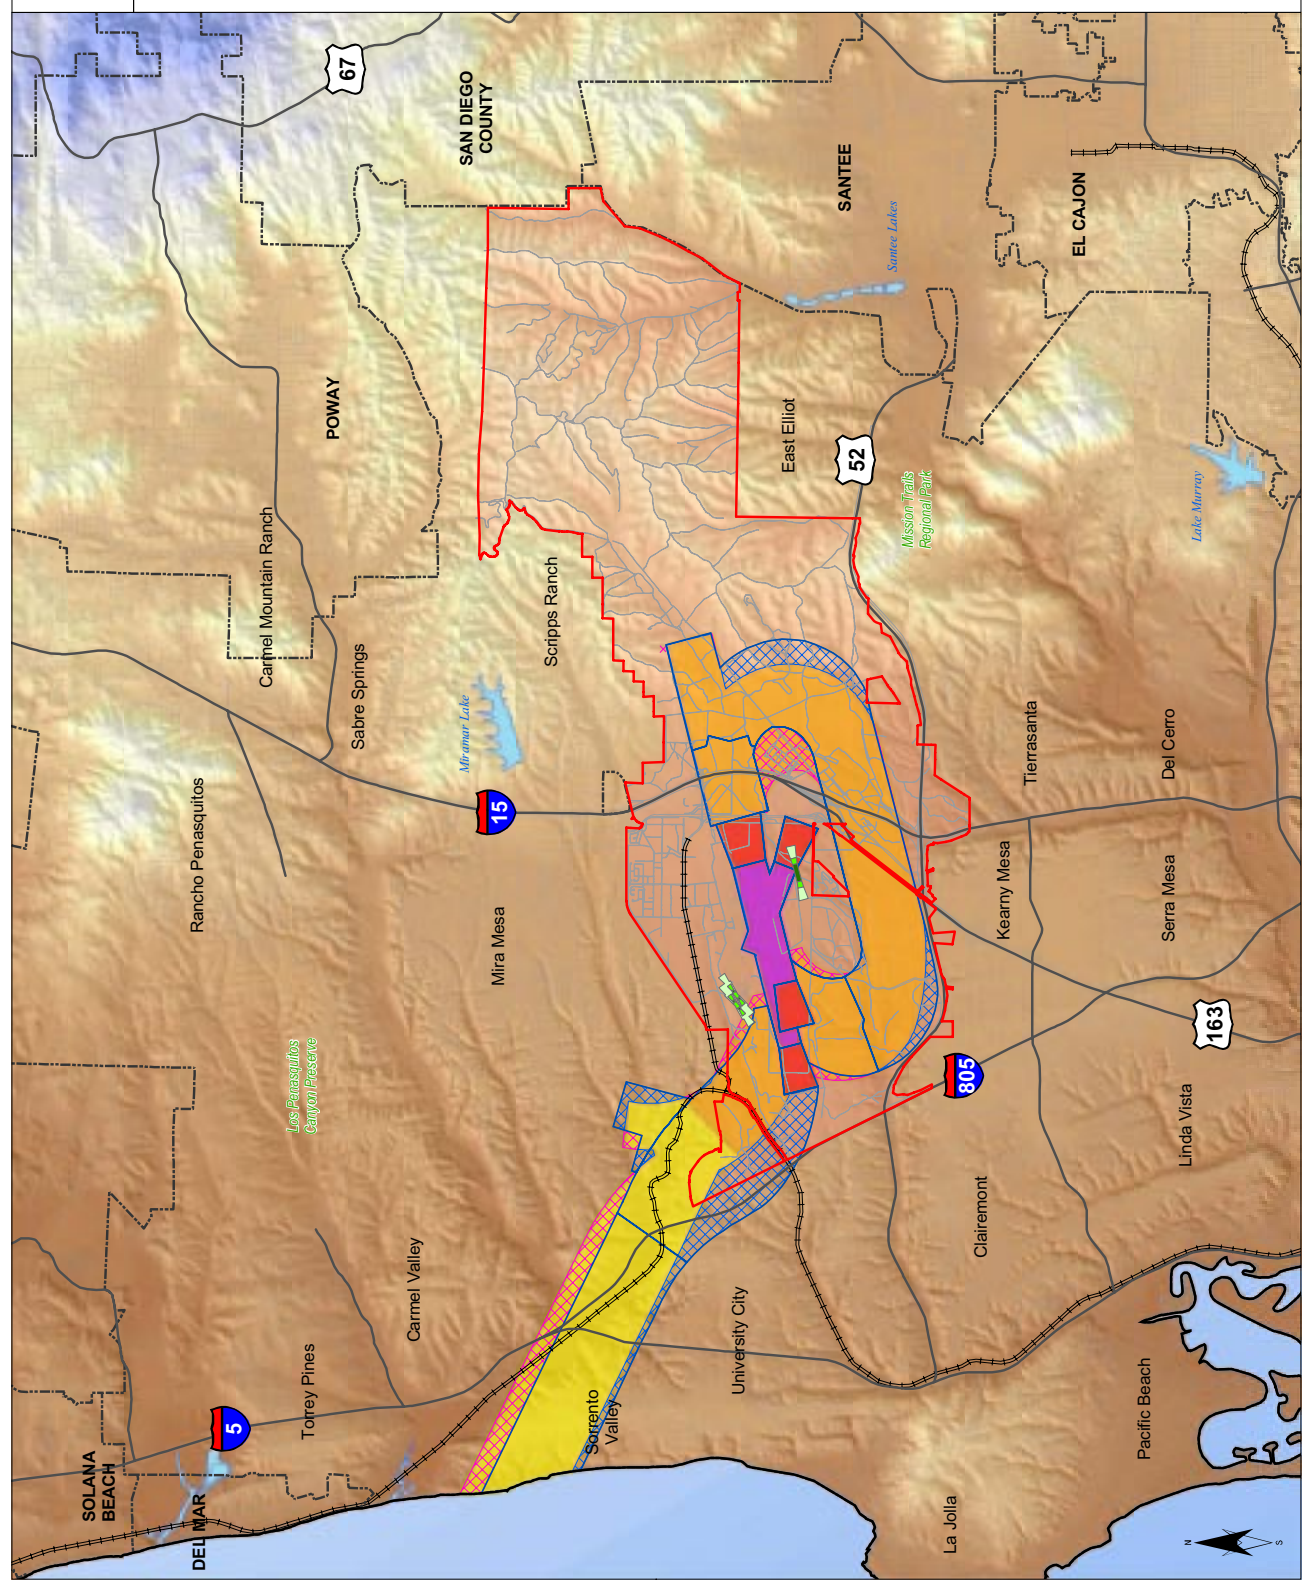 67
SAN DIEGO
COUNTY
SANTEE
Santee Lakes
EL CAJON
POWAY
East Elliot
52
Mission Trails
Regional Park
Lake Murray
Carmel Mountain Ranch
Scripps Ranch
Sabre Springs
Miramar Lake
Tierrasanta
Del Cerro
Rancho Penasquitos
15
Mira Mesa
Kearny Mesa
Serra Mesa
163
Los Penasquitos
Canyon Preserve
805
Linda Vista
Clairemont
Carmel Valley
University City
Torrey Pines
5
Sorrento
Valley
Pacific Beach
SOLANA
BEACH
DEL MAR
La Jolla
N
S